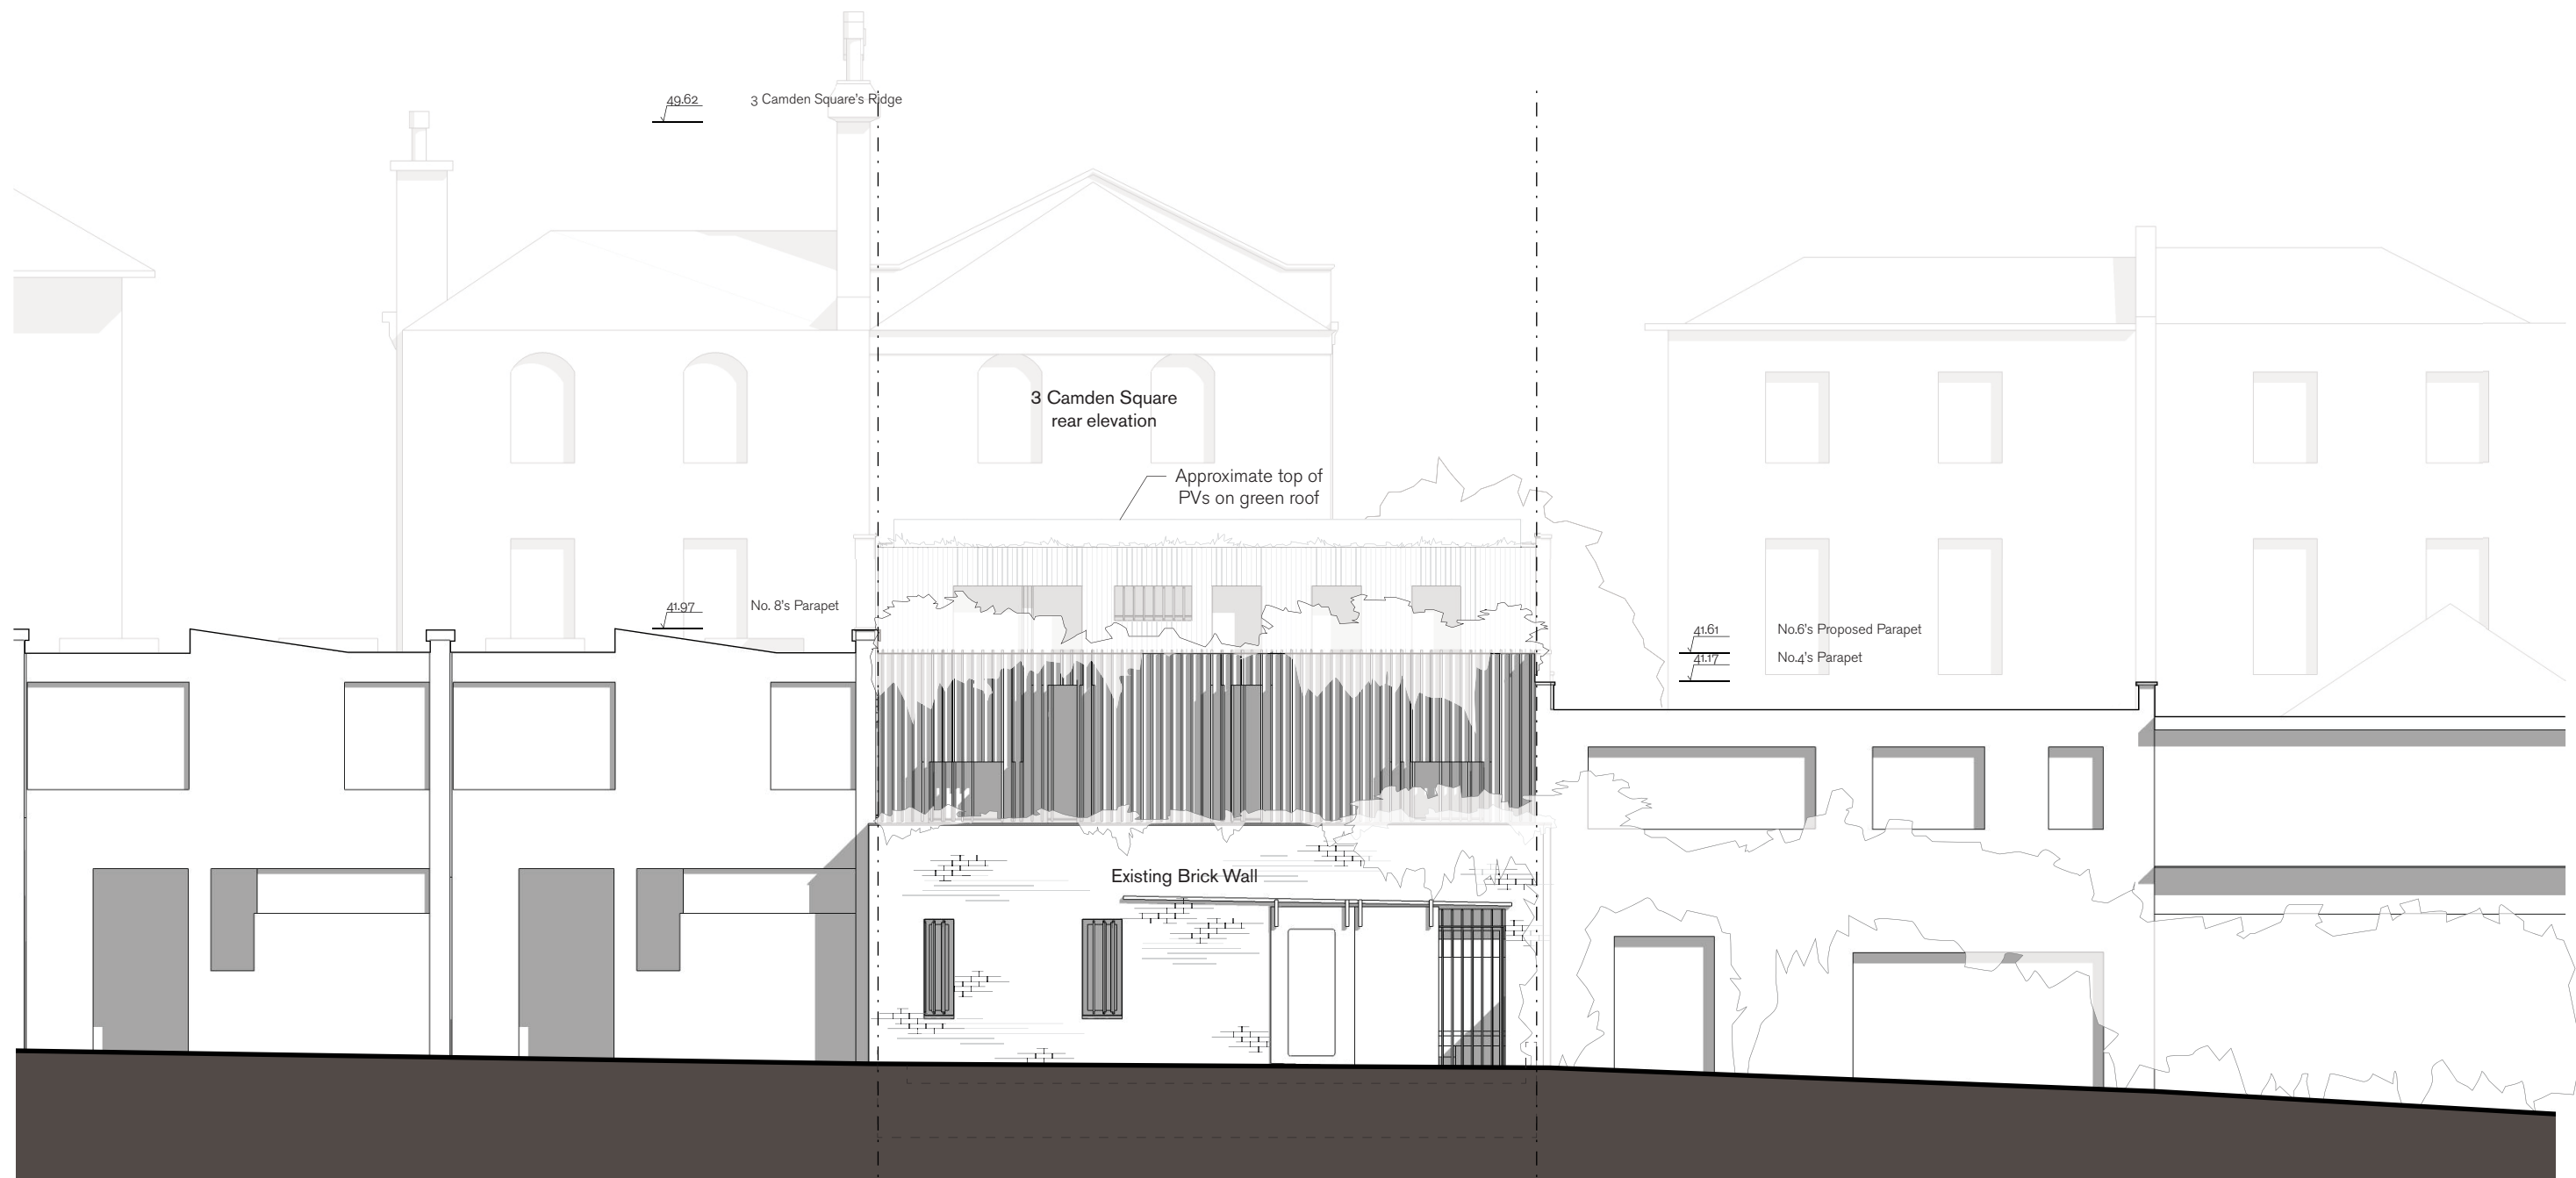 49.62 3 Camden Square's Ridge
3 Camden Square
rear elevation
Approximate top of
PVs on green roof
41.97 No. 8's Parapet
41.61 No.6's Proposed Parapet
41.17 No.4's Parapet
Existing Brick Wall